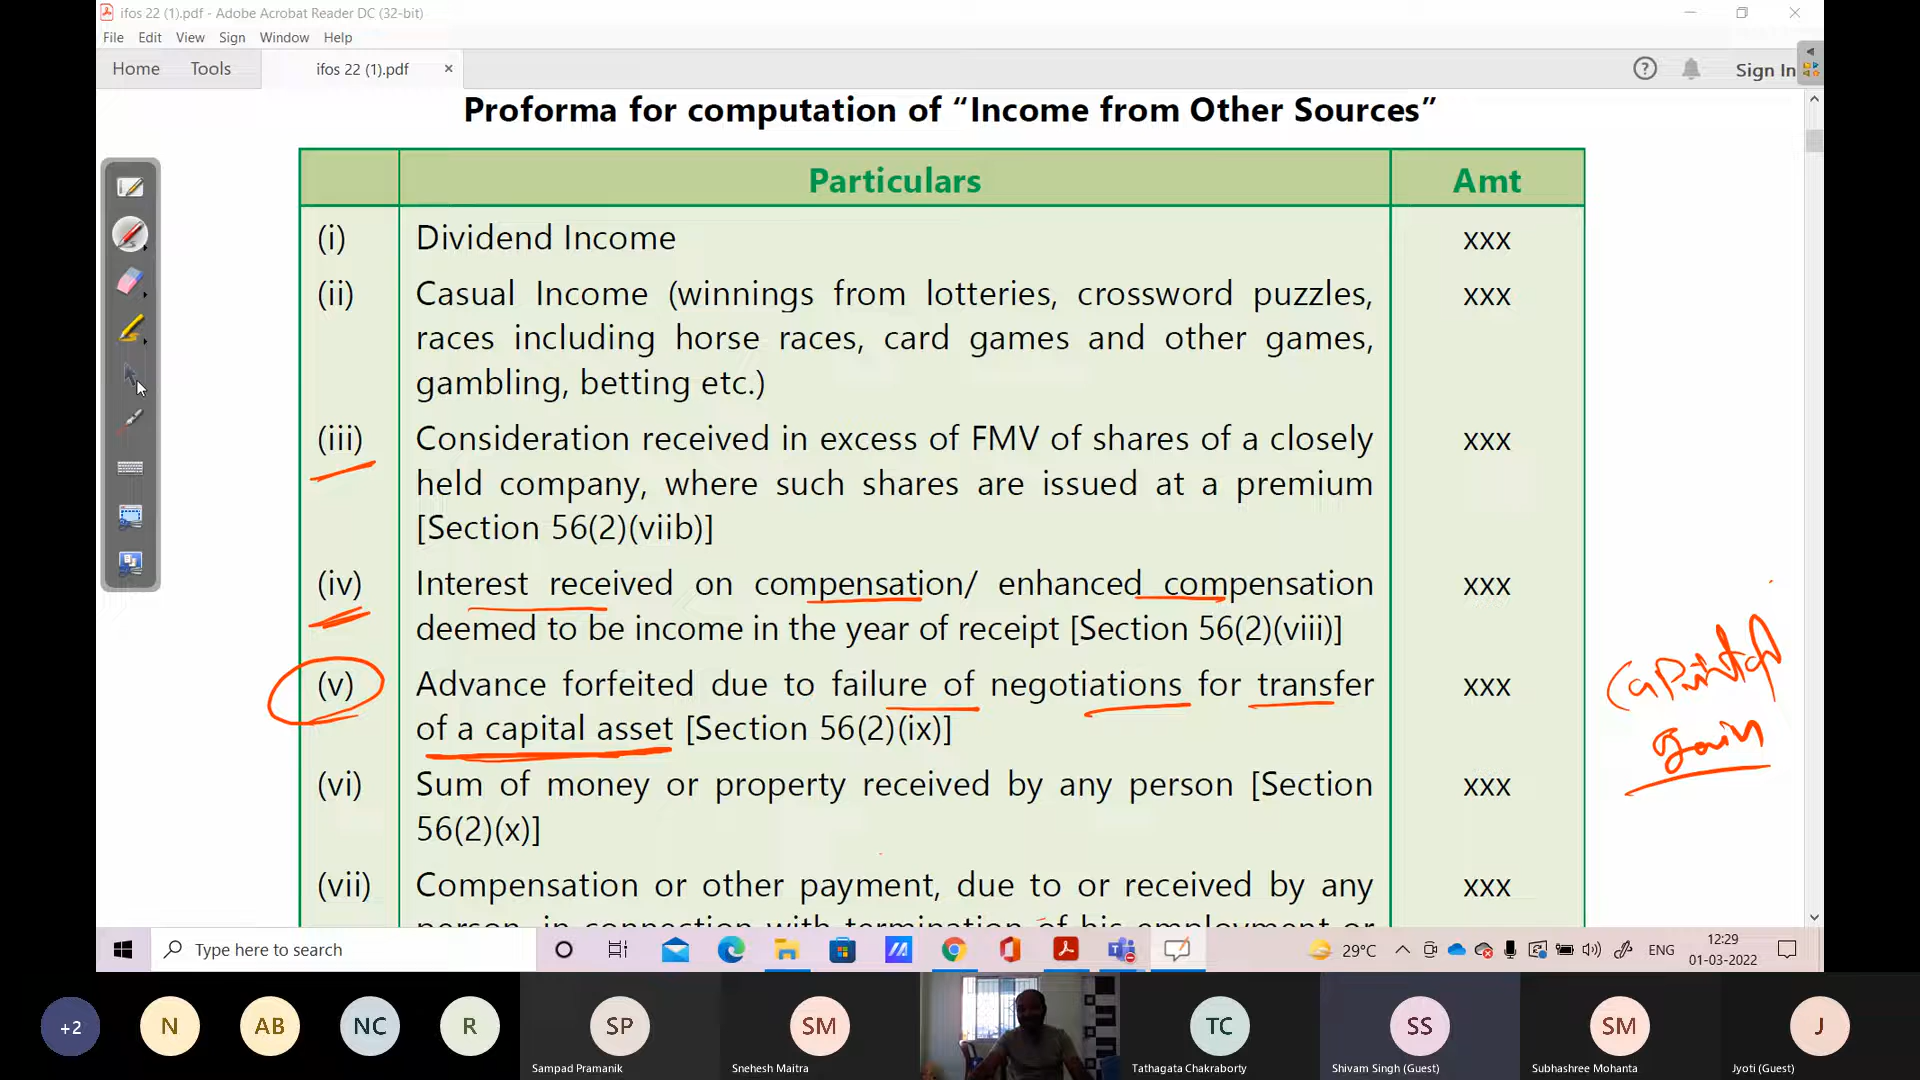 ifos 22 (1).pdf - Adobe Acrobat Reader DC (32-bit)
File Edit View Sign Window Help
Home Tools ifos 22 (1).pdf × Sign In
Proforma for computation of “Income from Other Sources”
Particulars Amt
(i) Dividend Income xxx
(ii) Casual Income (winnings from lotteries, crossword puzzles, xxx
races including horse races, card games and other games,
gambling, betting etc.)
(iii) Consideration received in excess of FMV of shares of a closely xxx
held company, where such shares are issued at a premium
[Section 56(2)(viib)]
(iv) Interest received on compensation/ enhanced compensation xxx
deemed to be income in the year of receipt [Section 56(2)(viii)]
(v) Advance forfeited due to failure of negotiations for transfer xxx
of a capital asset [Section 56(2)(ix)]
gain
(vi) Sum of money or property received by any person [Section xxx
56(2)(x)]
(vii) Compensation or other payment, due to or received by any xxx
person, in connection with termination of his employment or
Type here to search 29°C ENG 12:29
01-03-2022
+2 N AB NC R SP SM TC SS SM J
Sampad Pramanik Snehesh Maitra Tathagata Chakraborty Shivam Singh (Guest) Subhashree Mohanta Jyoti (Guest)